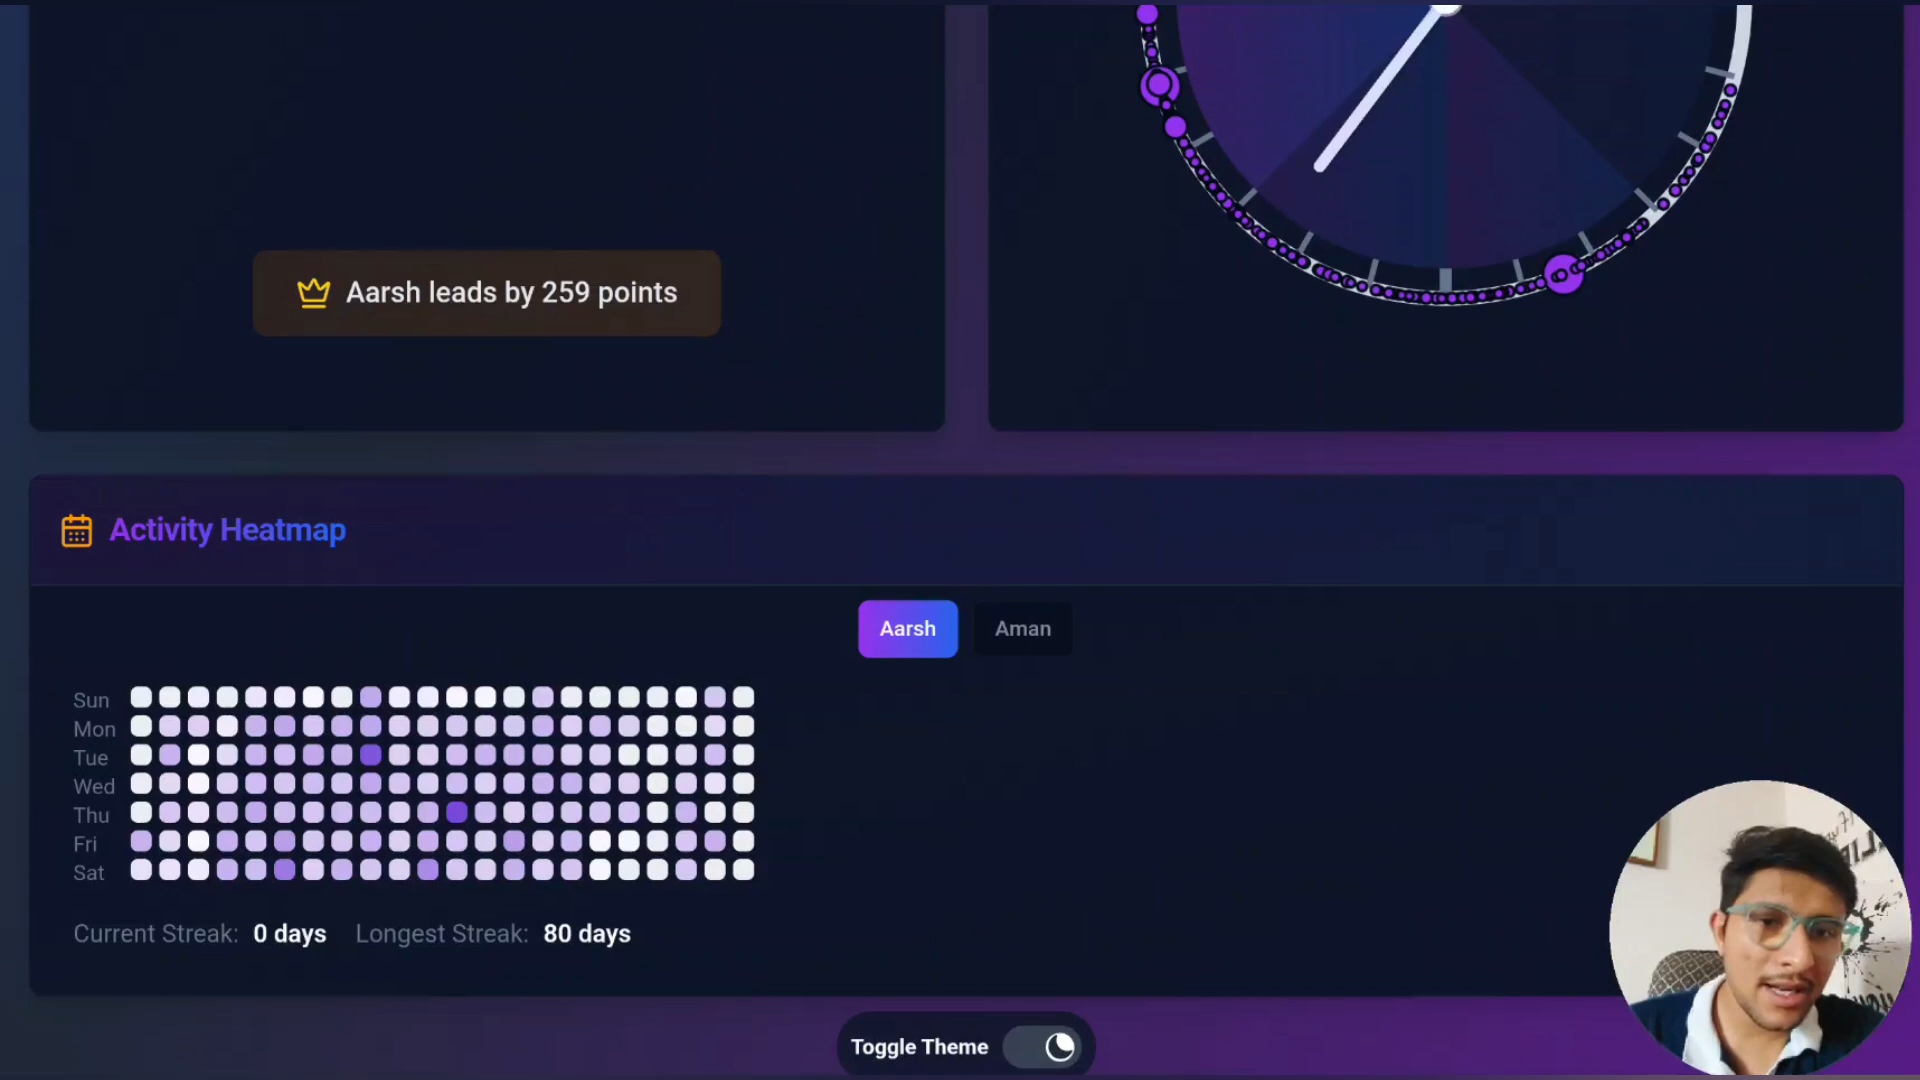 Aarsh leads by 259 points
Activity Heatmap
Aarsh
Aman
Sun
Mon
Tue
Wed
Thu
Fri
Sat
Current Streak: 0 days Longest Streak: 80 days
Toggle Theme